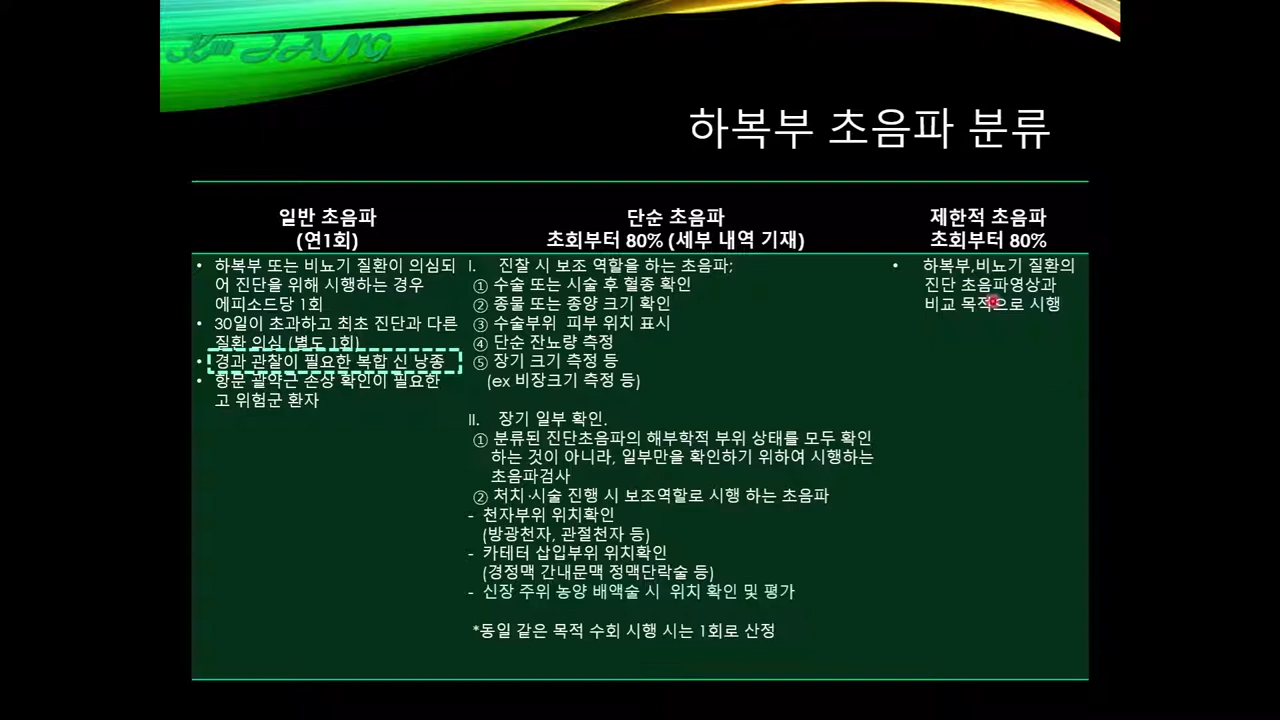 Kim JANG
하복부 초음파 분류
일반 초음파
(연1회)
• 하복부 또는 비뇨기 질환이 의심되
어 진단을 위해 시행하는 경우
에피소드당 1회
• 30일이 초과하고 최초 진단과 다른
질환 의심 (별도 1회)
• 경과 관찰이 필요한 복합 신 낭종
• 항문 괄약근 손상 확인이 필요한
고 위험군 환자
단순 초음파
초회부터 80% (세부 내역 기재)
I. 진찰 시 보조 역할을 하는 초음파;
① 수술 또는 시술 후 혈종 확인
② 종물 또는 종양 크기 확인
③ 수술부위 피부 위치 표시
④ 단순 잔뇨량 측정
⑤ 장기 크기 측정 등
(ex 비장크기 측정 등)
II. 장기 일부 확인.
① 분류된 진단초음파의 해부학적 부위 상태를 모두 확인
하는 것이 아니라, 일부만을 확인하기 위하여 시행하는
초음파검사
② 처치·시술 진행 시 보조역할로 시행 하는 초음파
- 천자부위 위치확인
(방광천자, 관절천자 등)
- 카테터 삽입부위 위치확인
(경정맥 간내문맥 정맥단락술 등)
- 신장 주위 농양 배액술 시 위치 확인 및 평가
*동일 같은 목적 수회 시행 시는 1회로 산정
제한적 초음파
초회부터 80%
• 하복부,비뇨기 질환의
진단 초음파영상과
비교 목적으로 시행